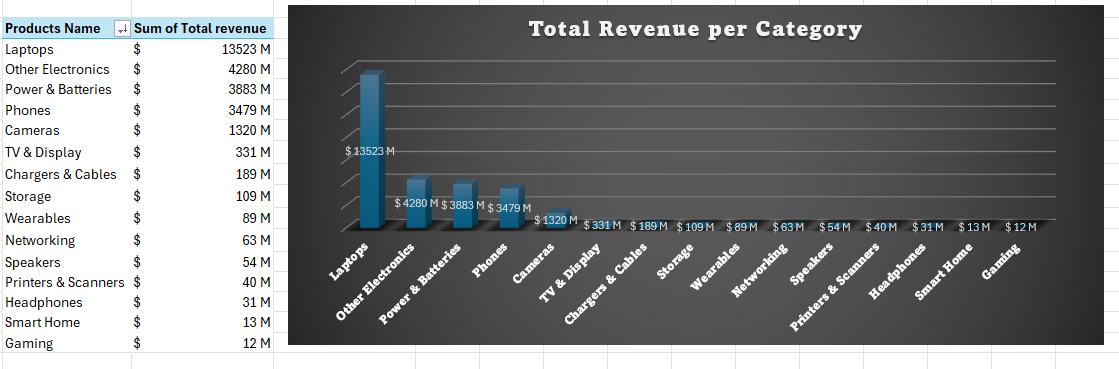 Products Name Sum of Total revenue
Laptops $ 13523 M
Other Electronics $ 4280 M
Power & Batteries $ 3883 M
Phones $ 3479 M
Cameras $ 1320 M
TV & Display $ 331 M
Chargers & Cables $ 189 M
Storage $ 109 M
Wearables $ 89 M
Networking $ 63 M
Speakers $ 54 M
Printers & Scanners $ 40 M
Headphones $ 31 M
Smart Home $ 13 M
Gaming $ 12 M
Total Revenue per Category
$ 13523 M
$ 4280 M
$ 3883 M
$ 3479 M
$ 1320 M
$ 331 M
$ 189 M
$ 109 M
$ 89 M
$ 63 M
$ 54 M
$ 40 M
$ 31 M
$ 13 M
$ 12 M
Laptops
Other Electronics
Power & Batteries
Phones
Cameras
TV & Display
Chargers & Cables
Storage
Wearables
Networking
Speakers
Printers & Scanners
Headphones
Smart Home
Gaming